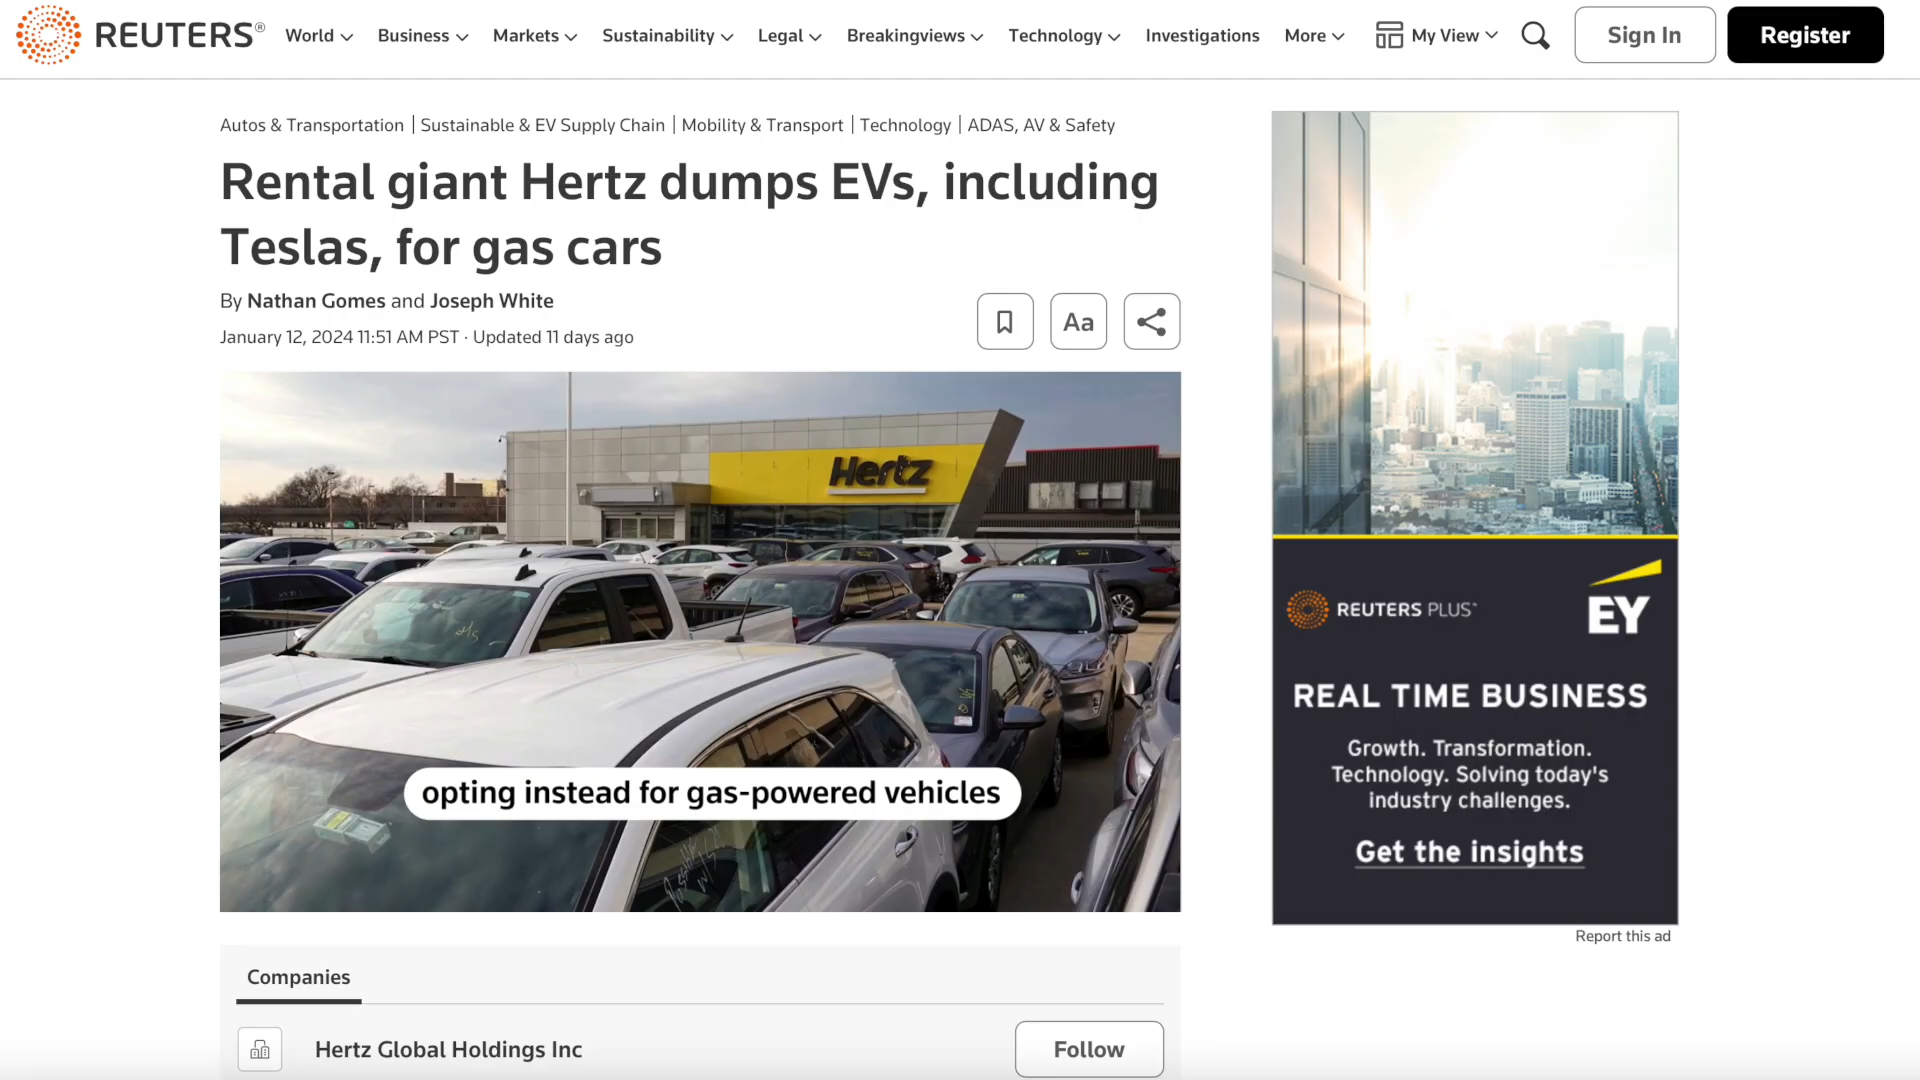 REUTERS®
World
Business
Markets
Sustainability
Legal
Breakingviews
Technology
Investigations
More
My View
Sign In
Register
Autos & Transportation | Sustainable & EV Supply Chain | Mobility & Transport | Technology | ADAS, AV & Safety
Rental giant Hertz dumps EVs, including
Teslas, for gas cars
By Nathan Gomes and Joseph White
January 12, 2024 11:51 AM PST · Updated 11 days ago
Aa
Hertz
opting instead for gas-powered vehicles
Companies
Hertz Global Holdings Inc
Follow
REUTERS PLUS
EY
REAL TIME BUSINESS
Growth. Transformation.
Technology. Solving today's
industry challenges.
Get the insights
Report this ad